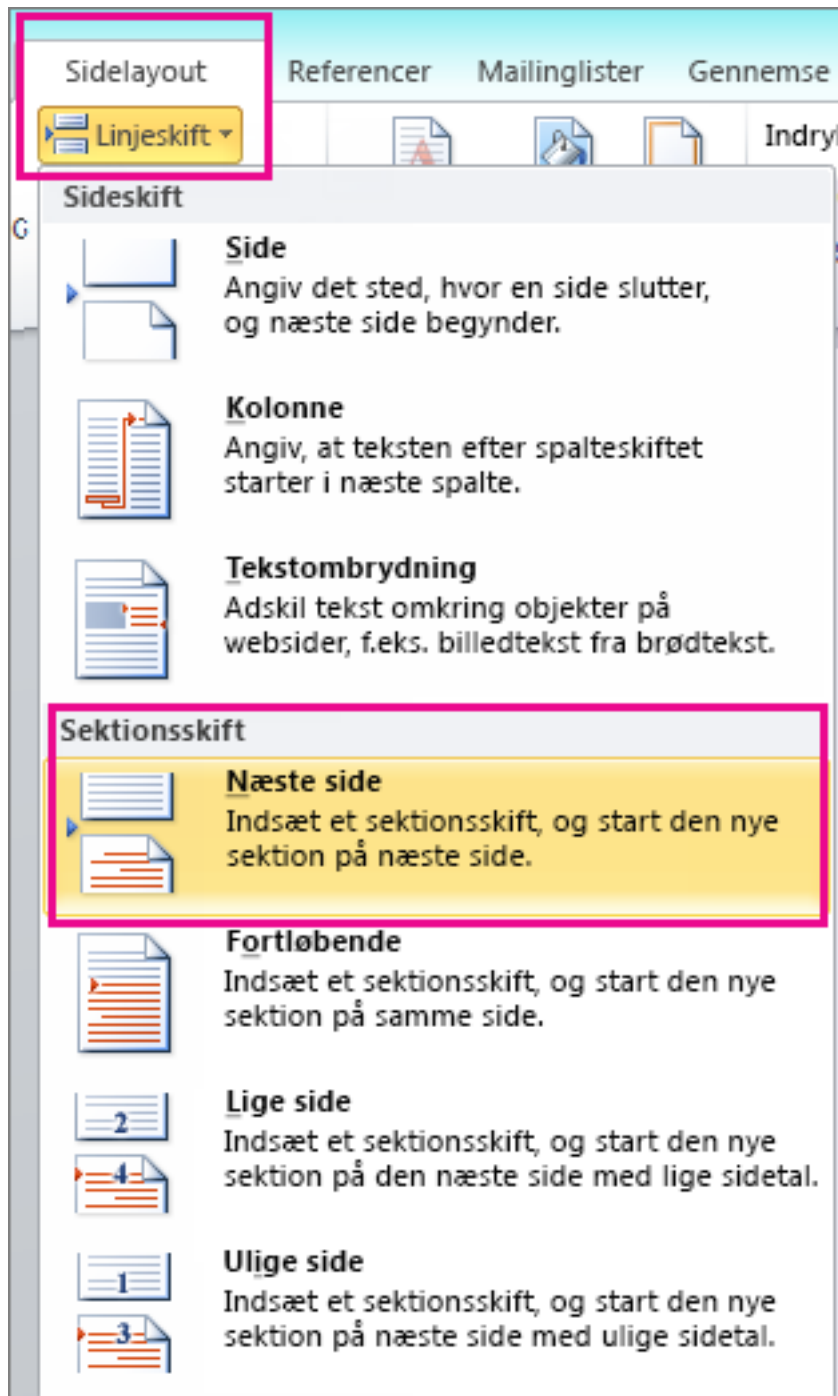 Sidelayout Referencer Mailinglister Gennemse
Linjeskift
Sideskift
G
Side
Angiv det sted, hvor en side slutter,
og næste side begynder.
Kolonne
Angiv, at teksten efter spalteskiftet
starter i næste spalte.
Tekstombrydning
Adskil tekst omkring objekter på
websider, f.eks. billedtekst fra brødtekst.
Sektionsskift
Næste side
Indsæt et sektionsskift, og start den nye
sektion på næste side.
Fortløbende
Indsæt et sektionsskift, og start den nye
sektion på samme side.
2
Lige side
Indsæt et sektionsskift, og start den nye
4
sektion på den næste side med lige sidetal.
1
Ulige side
Indsæt et sektionsskift, og start den nye
3
sektion på næste side med ulige sidetal.